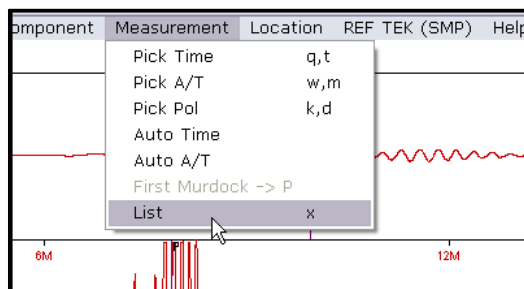 omponent Measurement Location REF TEK (SMP) Help
Pick Time q,t
Pick A/T w,m
Pick Pol k,d
Auto Time
Auto A/T
First Murdock -> P
List x
6M P 12M